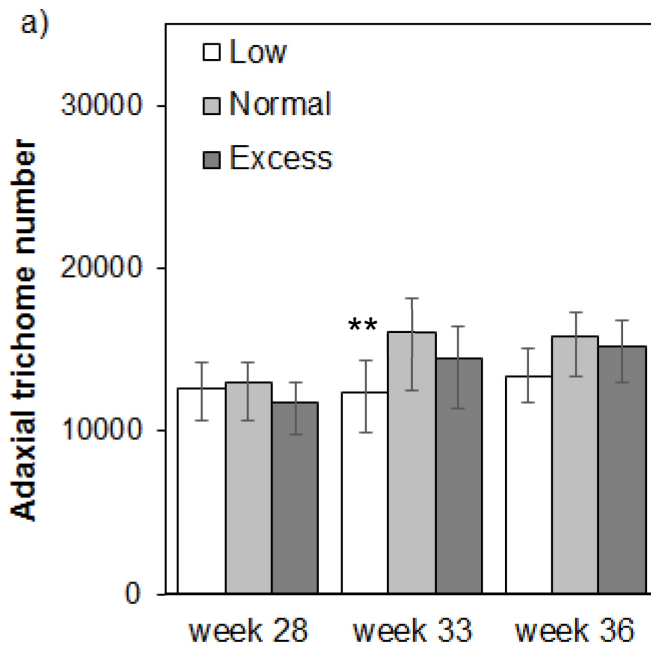 a)
Low
Normal
Excess
Adaxial trichome number
30000
20000
10000
0
**
week 28 week 33 week 36